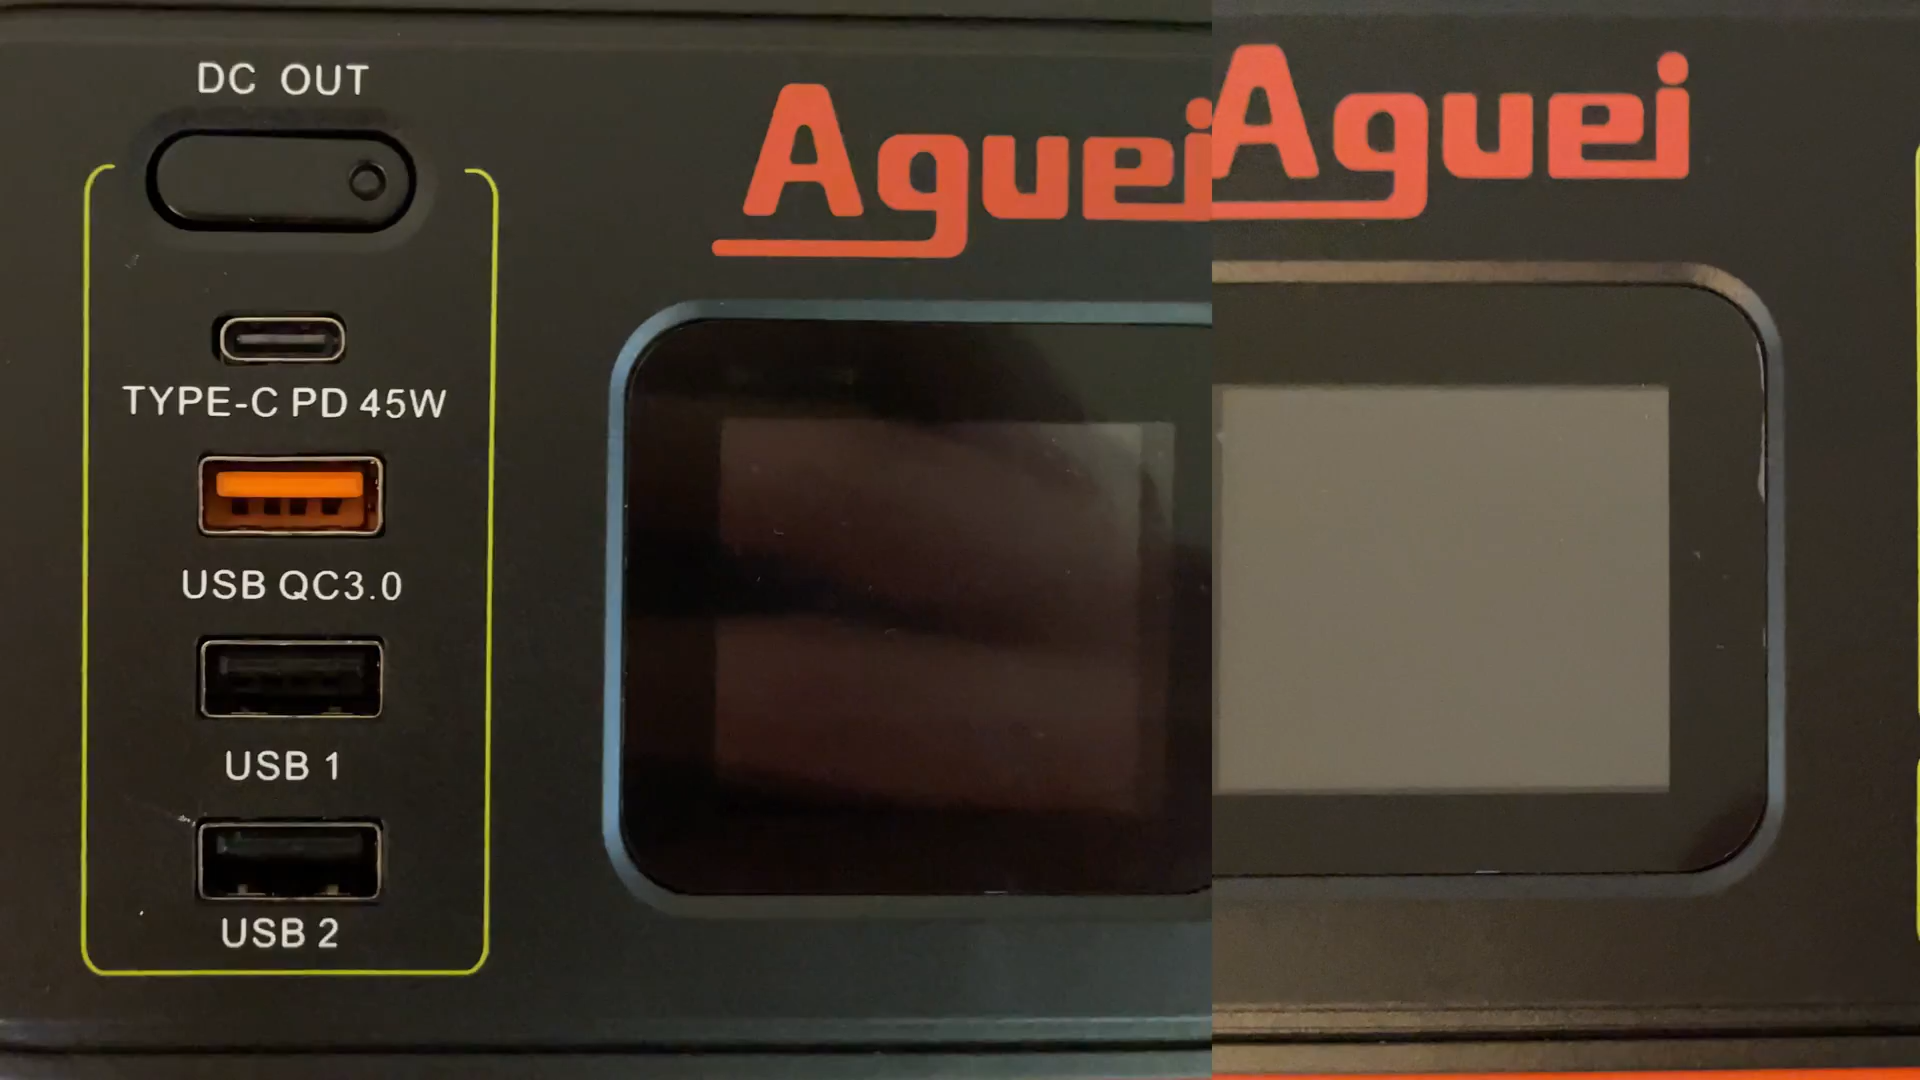 DC OUT
Aguei
Aguei
TYPE-C PD 45W
USB QC3.0
USB 1
USB 2